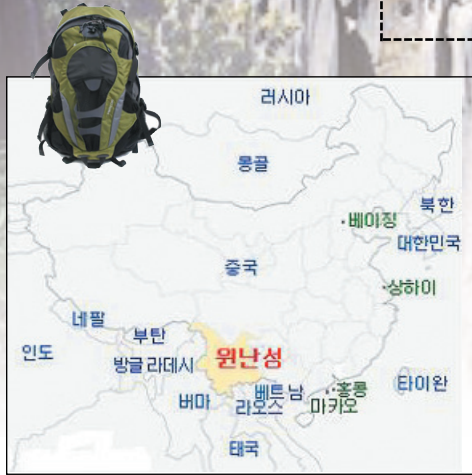 러시아
몽골
북한
·베이징
대한민국
중국
·상하이
네팔
부탄
인도
방글라데시
윈난성
타이완
베트남
·홍콩
버마
라오스
마카오
태국